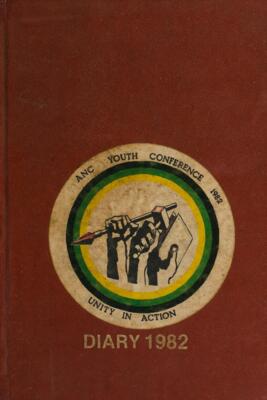 ANC YOUTH CONFERENCE 1982
UNITY IN ACTION
DIARY 1982